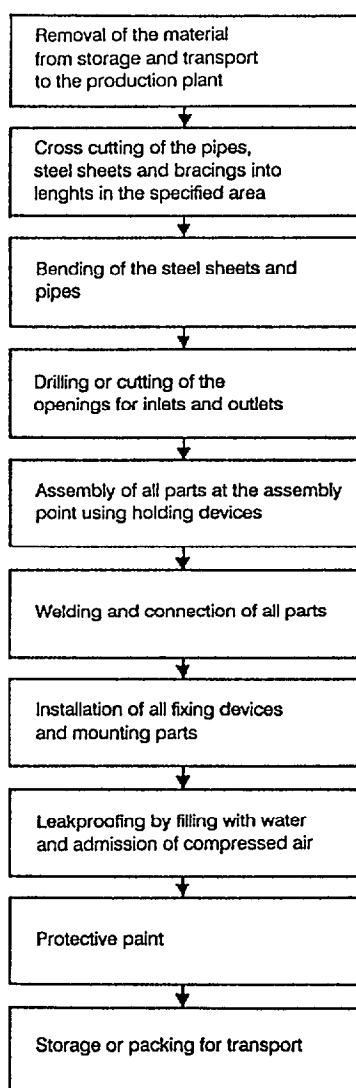 Removal of the material
from storage and transport
to the production plant
Cross cutting of the pipes,
steel sheets and bracings into
lenghts in the specified area
Bending of the steel sheets and
pipes
Drilling or cutting of the
openings for inlets and outlets
Assembly of all parts at the assembly
point using holding devices
Welding and connection of all parts
Installation of all fixing devices
and mounting parts
Leakproofing by filling with water
and admission of compressed air
Protective paint
Storage or packing for transport